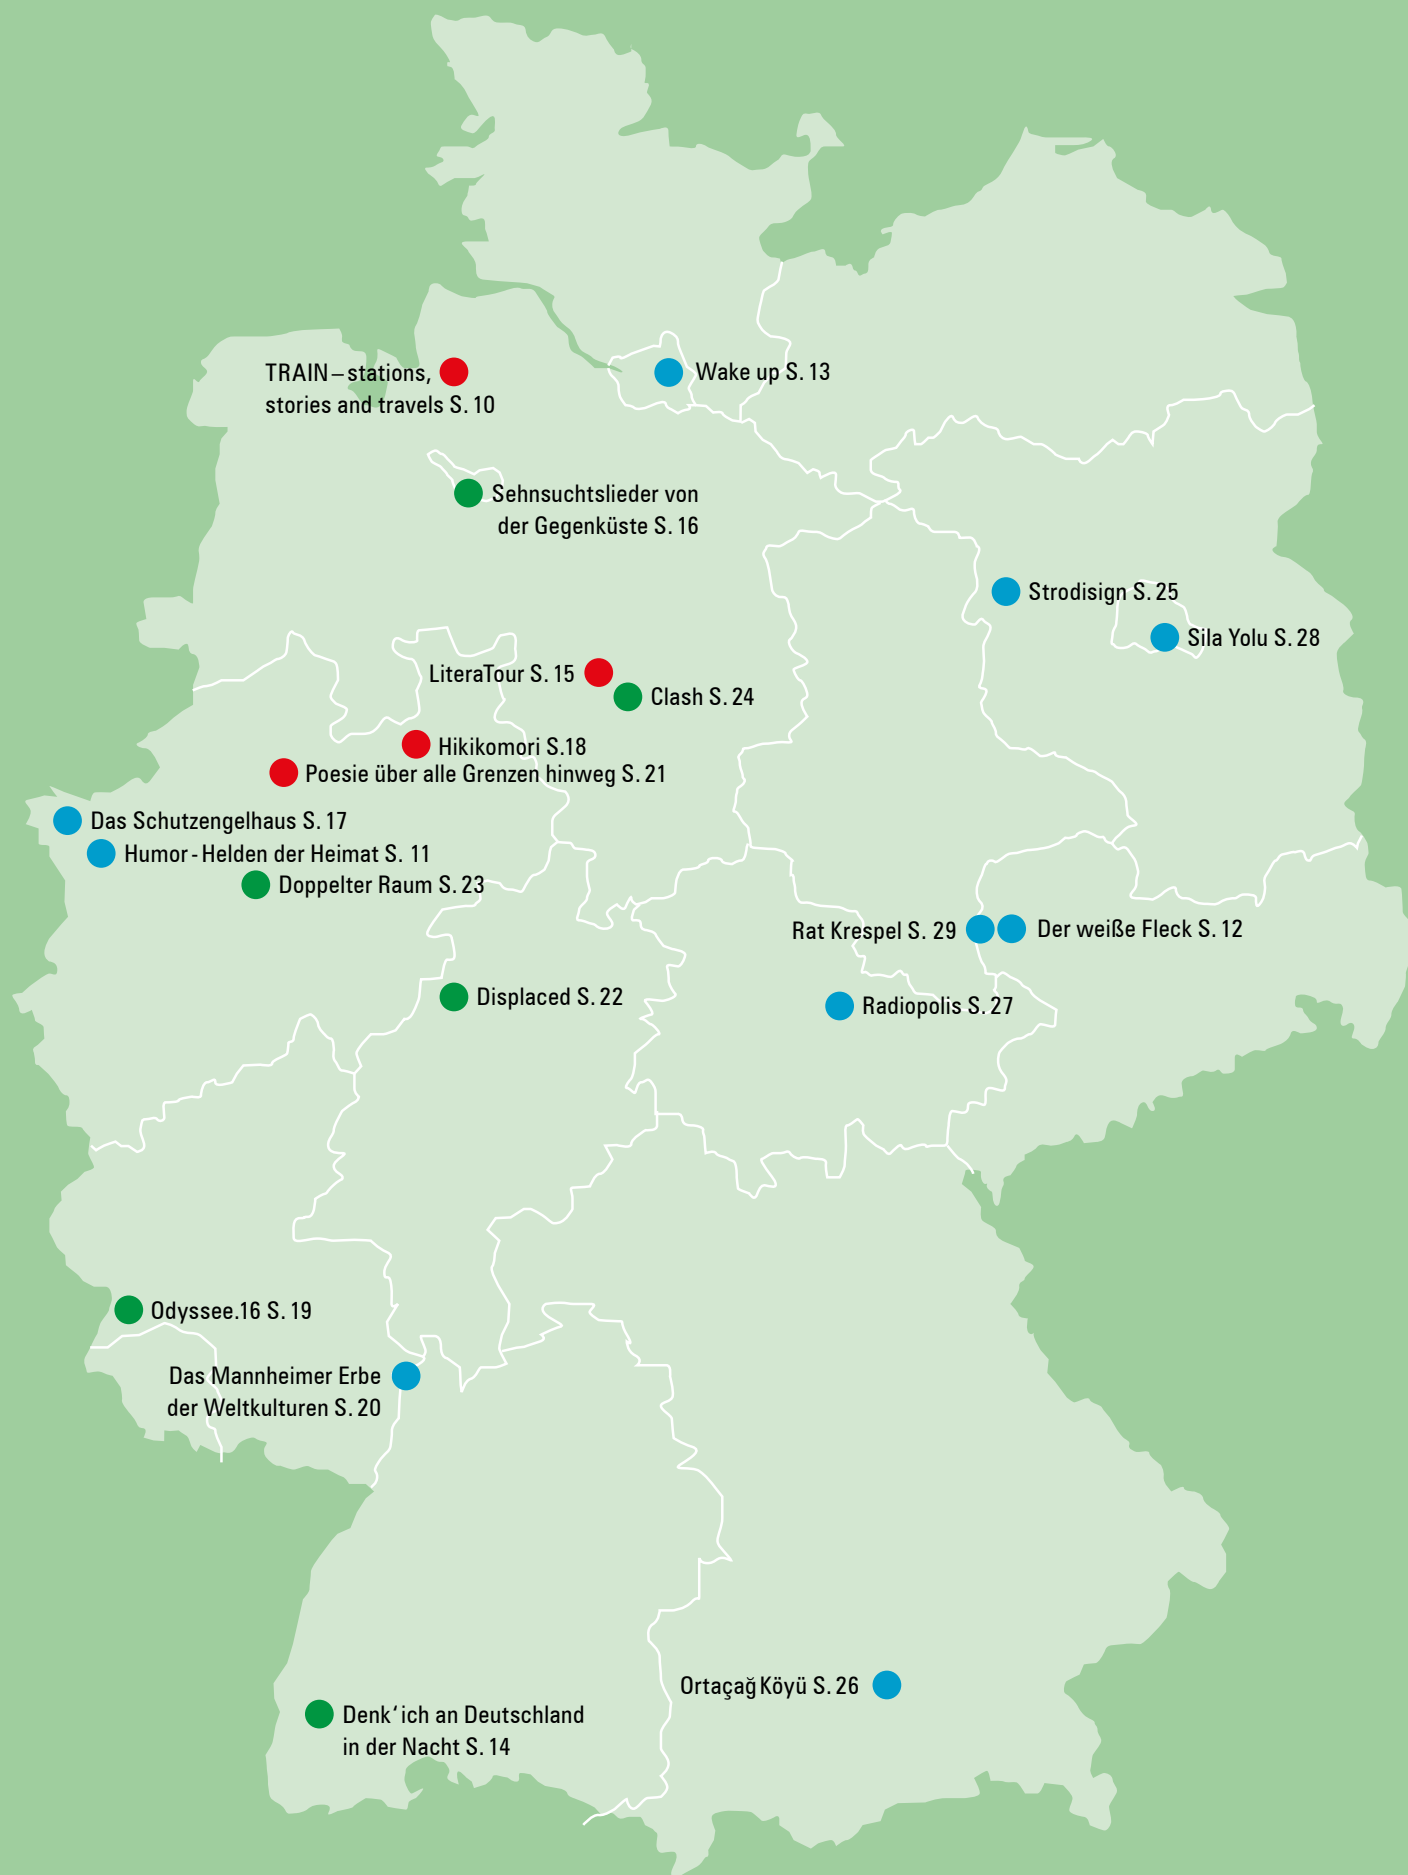 TRAIN – stations,
stories and travels S. 10
Wake up S. 13
Sehnsuchtslieder von
der Gegenküste S. 16
Strodisign S. 25
Sila Yolu S. 28
LiteraTour S. 15
Clash S. 24
Hikikomori S.18
Poesie über alle Grenzen hinweg S. 21
Das Schutzengelhaus S. 17
Humor - Helden der Heimat S. 11
Doppelter Raum S. 23
Rat Krespel S. 29
Der weiße Fleck S. 12
Displaced S. 22
Radiopolis S. 27
Odyssee.16 S. 19
Das Mannheimer Erbe
der Weltkulturen S. 20
Ortaçağ Köyü S. 26
Denk‘ ich an Deutschland
in der Nacht S. 14